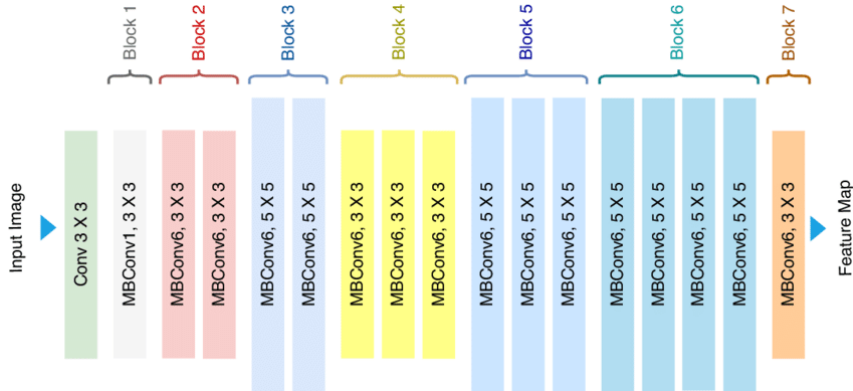 Block 1
Block 2
Block 3
Block 4
Block 5
Block 6
Block 7
Input Image
Conv 3 X 3
MBConv1, 3 X 3
MBConv6, 3 X 3
MBConv6, 3 X 3
MBConv6, 5 X 5
MBConv6, 5 X 5
MBConv6, 3 X 3
MBConv6, 3 X 3
MBConv6, 3 X 3
MBConv6, 5 X 5
MBConv6, 5 X 5
MBConv6, 5 X 5
MBConv6, 5 X 5
MBConv6, 5 X 5
MBConv6, 5 X 5
MBConv6, 5 X 5
MBConv6, 3 X 3
Feature Map